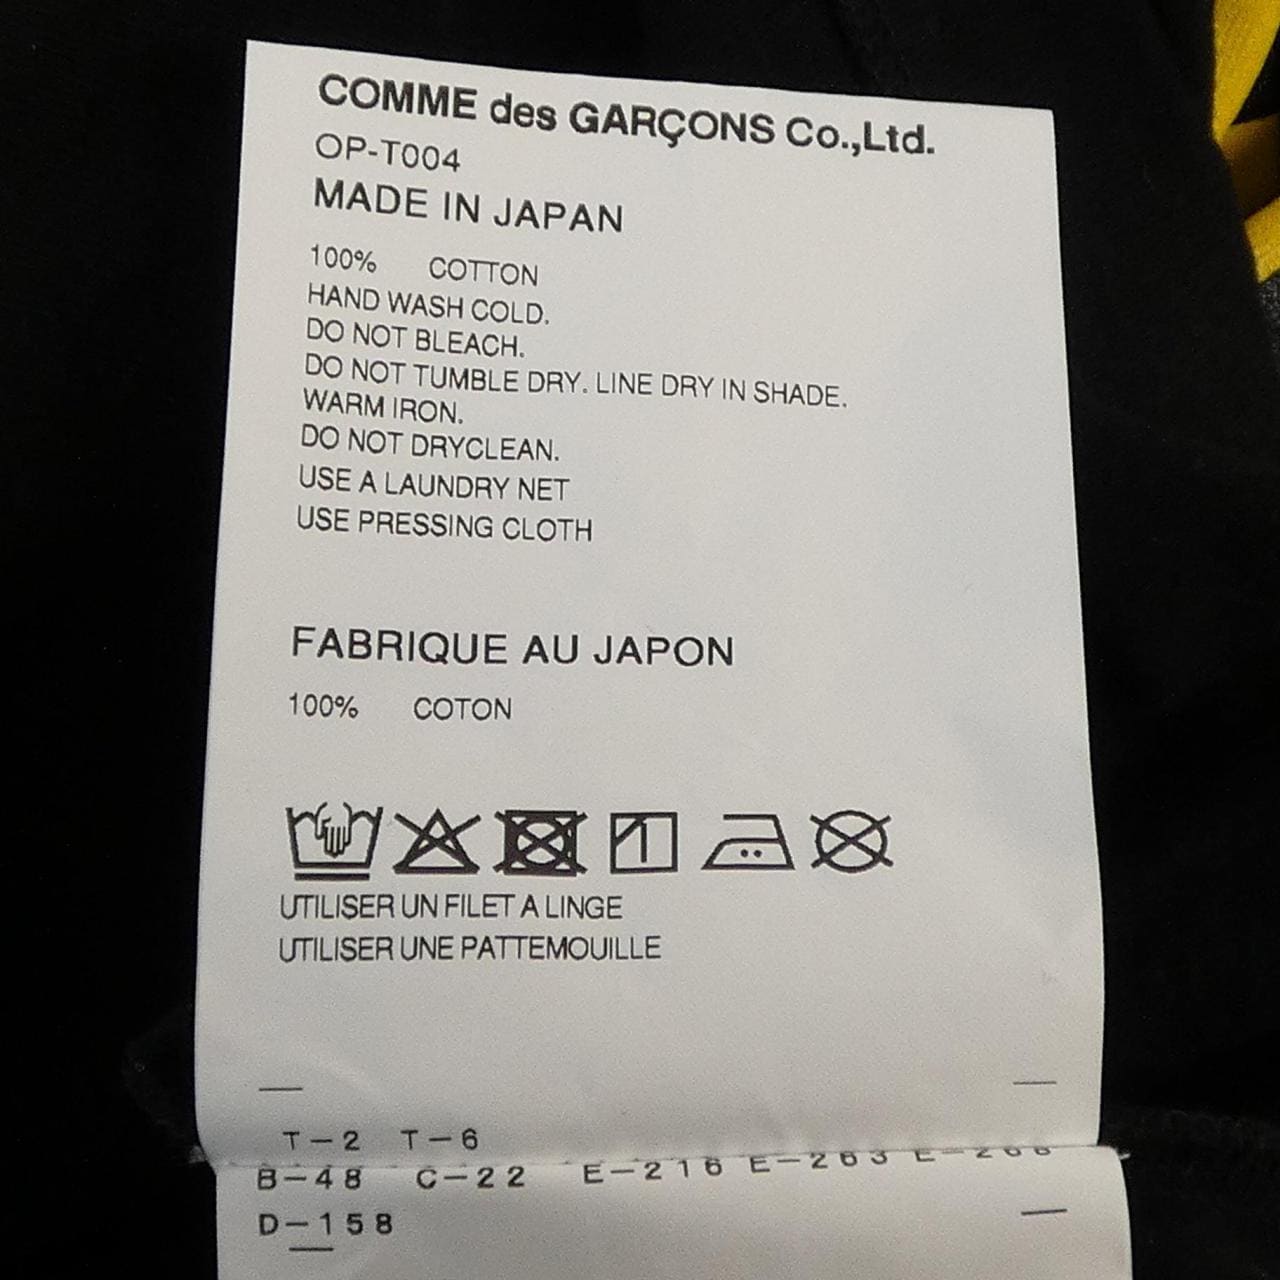 COMME des GARÇONS Co.,Ltd.
OP-T004
MADE IN JAPAN
100% COTTON
HAND WASH COLD.
DO NOT BLEACH.
DO NOT TUMBLE DRY. LINE DRY IN SHADE.
WARM IRON.
DO NOT DRYCLEAN.
USE A LAUNDRY NET
USE PRESSING CLOTH
FABRIQUE AU JAPON
100% COTON
UTILISER UN FILET A LINGE
UTILISER UNE PATTEMOUILLE
T-2 T-6
B-48 C-22 E-216 E-263
D-158